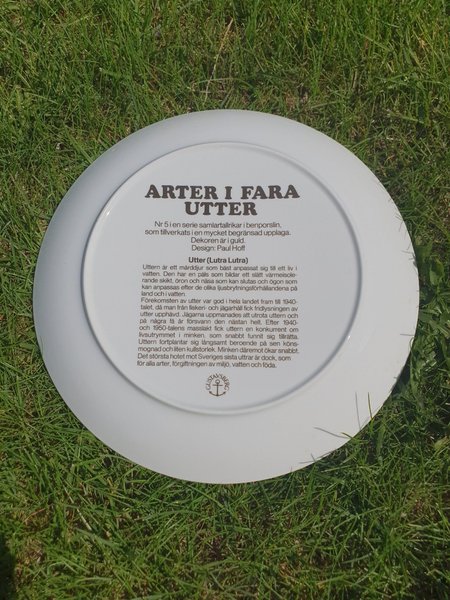 ARTER I FARA
UTTER
Nr 5 i en serie samlartallrikar i benporslin,
som tillverkats i en mycket begränsad upplaga.
Dekoren är i guld.
Design: Paul Hoff
Utter (Lutra Lutra)
Uttern är ett mårddjur som bäst anpassat sig till ett liv i
vatten. Den har en päls som bildar ett slätt värmeisole-
rande skikt, öron och näsa som kan slutas och ögon som
kan anpassas efter de olika ljusbrytningsförhållandena på
land och i vatten.
Förekomsten av utter var god i hela landet fram till 1940-
talet, då man från fiskeri- och jägarhåll fick fridlysningen av
utter upphävd. Jägarna uppmanades att utrota uttern och
på några få år försvann den nästan helt. Efter 1940-
och 1950-talens masslakt fick uttern en konkurrent om
livsutrymmet i minken, som snabbt funnit sig tillrätta.
Uttern fortplantar sig långsamt beroende på sen köns-
mognad och liten kullstorlek. Minken däremot ökar snabbt.
Det största hotet mot Sveriges sista uttrar är dock, som
för alla arter, förgiftningen av miljö, vatten och föda.
GUSTAVSBERG